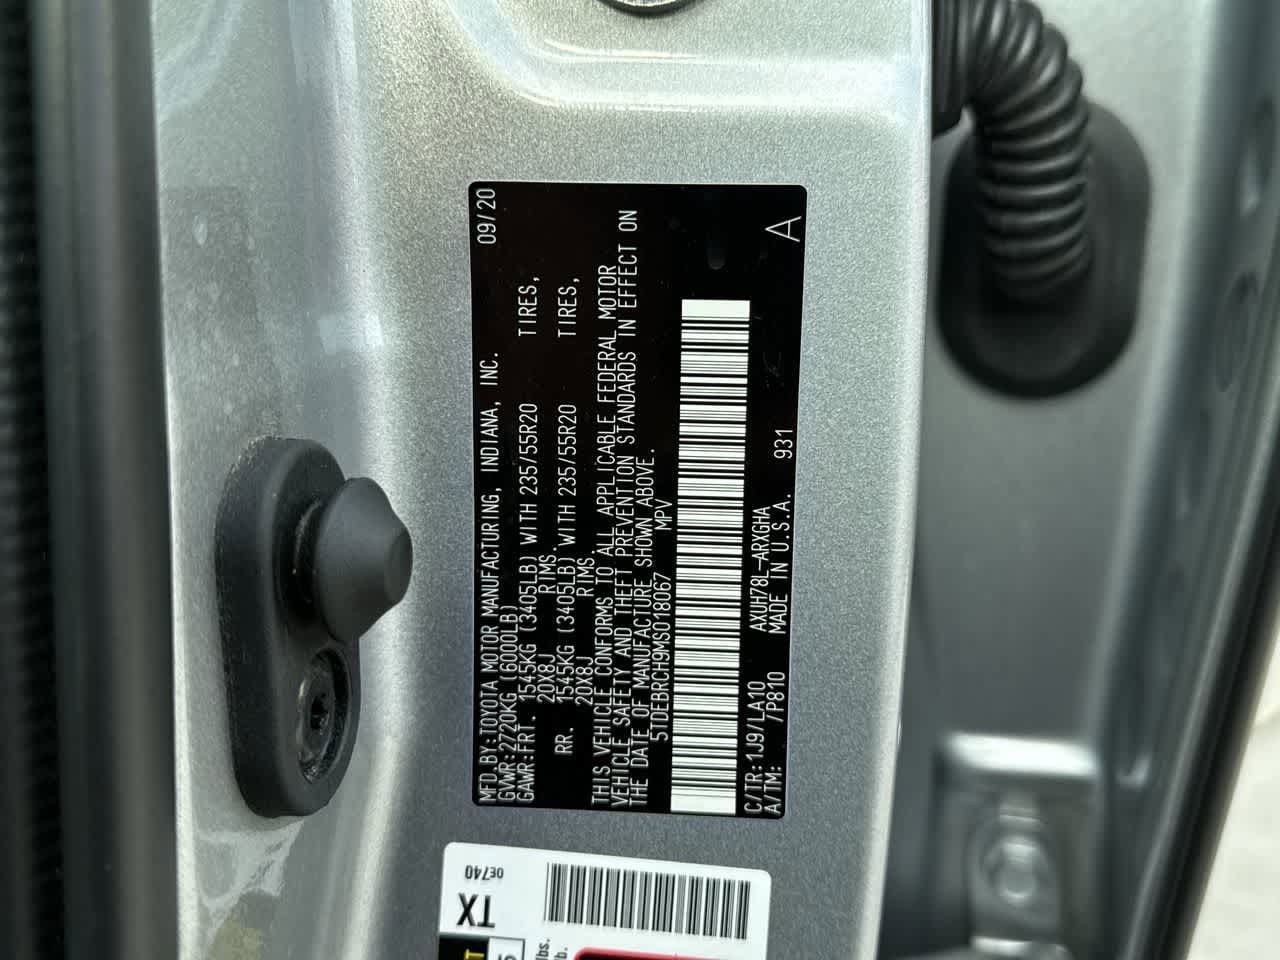 MFD. BY: TOYOTA MOTOR MANUFACTURING, INDIANA, INC. 09/20
GVWR: 2720KG (6000LB)
GAWR: FRT. 1545KG (3405LB) WITH 235/55R20 TIRES,
20X8J RIMS.
RR. 1545KG (3405LB) WITH 235/55R20 TIRES,
20X8J RIMS.
THIS VEHICLE CONFORMS TO ALL APPLICABLE FEDERAL MOTOR
VEHICLE SAFETY AND THEFT PREVENTION STANDARDS IN EFFECT ON
THE DATE OF MANUFACTURE SHOWN ABOVE.
5TDEBRCH9MS018067 MPV
C/TR: 1J9/LA10 AXUH78L-ARXGHA 931
A/TM: /P810 MADE IN U.S.A. A
0E740
TX
lbs.
lb.